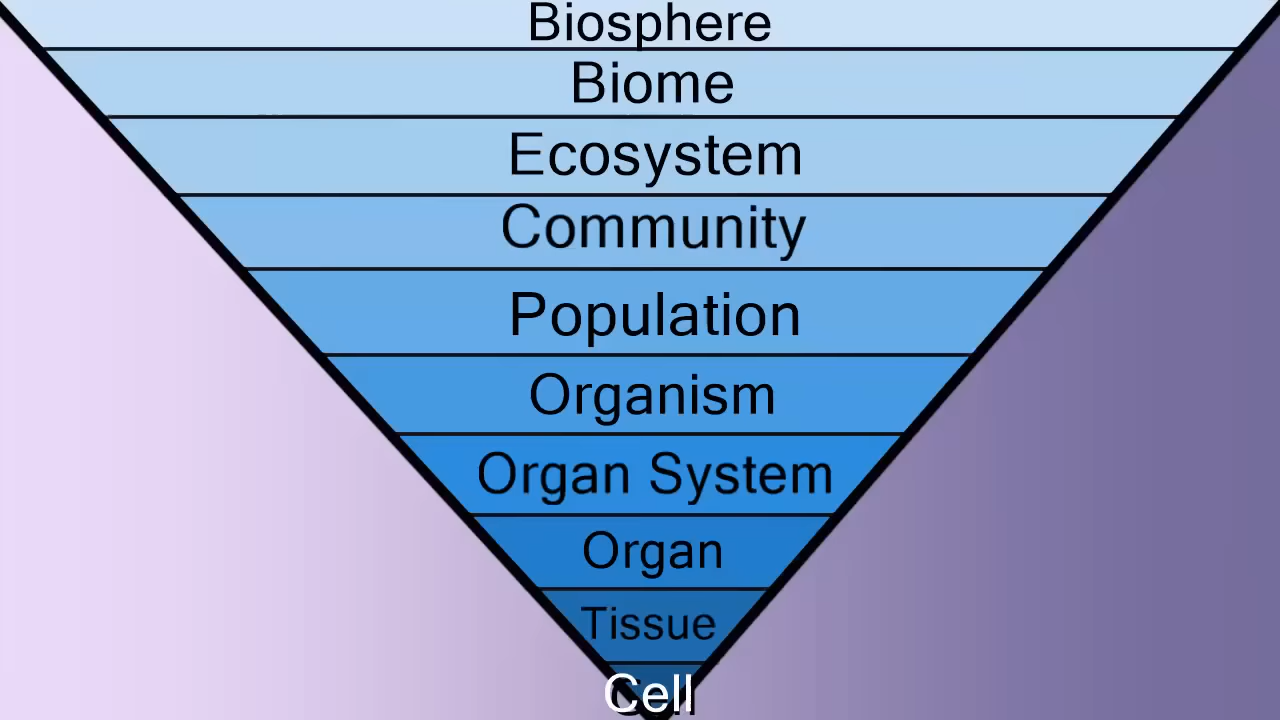 Biosphere
Biome
Ecosystem
Community
Population
Organism
Organ System
Organ
Tissue
Cell